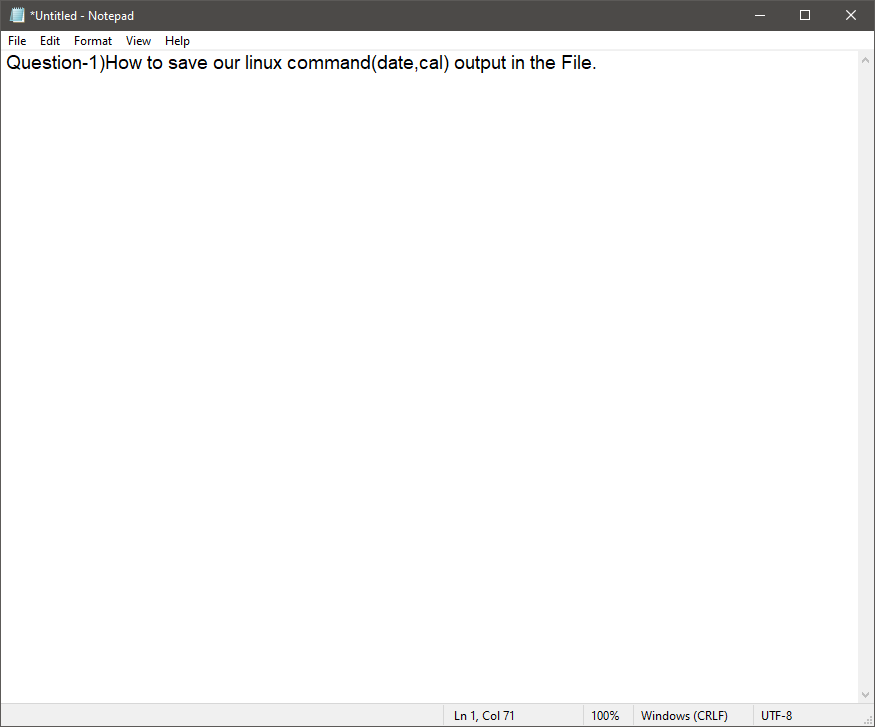 *Untitled - Notepad
File Edit Format View Help
Question-1)How to save our linux command(date,cal) output in the File.
Ln 1, Col 71 100% Windows (CRLF) UTF-8